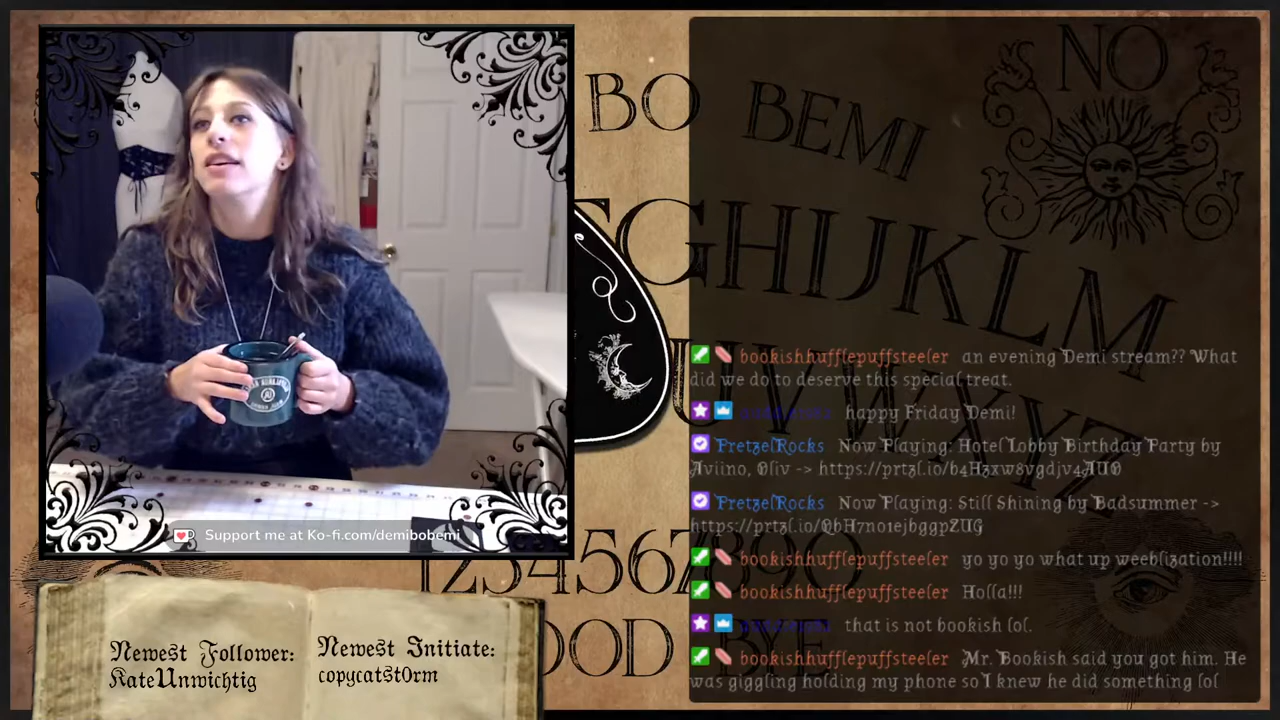 BO BEMI
NO
GHIJKLM
UVWXYZ
1234567890
OOD BYE
Support me at Ko-fi.com/demibobemi
Newest Follower:
KateUnwichtig
Newest Initiate:
copycatst0rm
bookishhufflepuffsteeler an evening Demi stream?? What
did we do to deserve this special treat.
happy Friday Demi!
PretzelRocks Now Playing: Hotel Lobby Birthday Party by
Aviino, Oliv -> https://prtzl.io/b4Hzxw8vgdjv4AUO
PretzelRocks Now Playing: Still Shining by Badsummer ->
https://prtzl.io/QbH7no1ejbggpZUG
bookishhufflepuffsteeler yo yo yo what up weeblization!!!!
bookishhufflepuffsteeler Holla!!!
that is not bookish lol.
bookishhufflepuffsteeler Mr. Bookish said you got him. He
was giggling holding my phone so I knew he did something lol